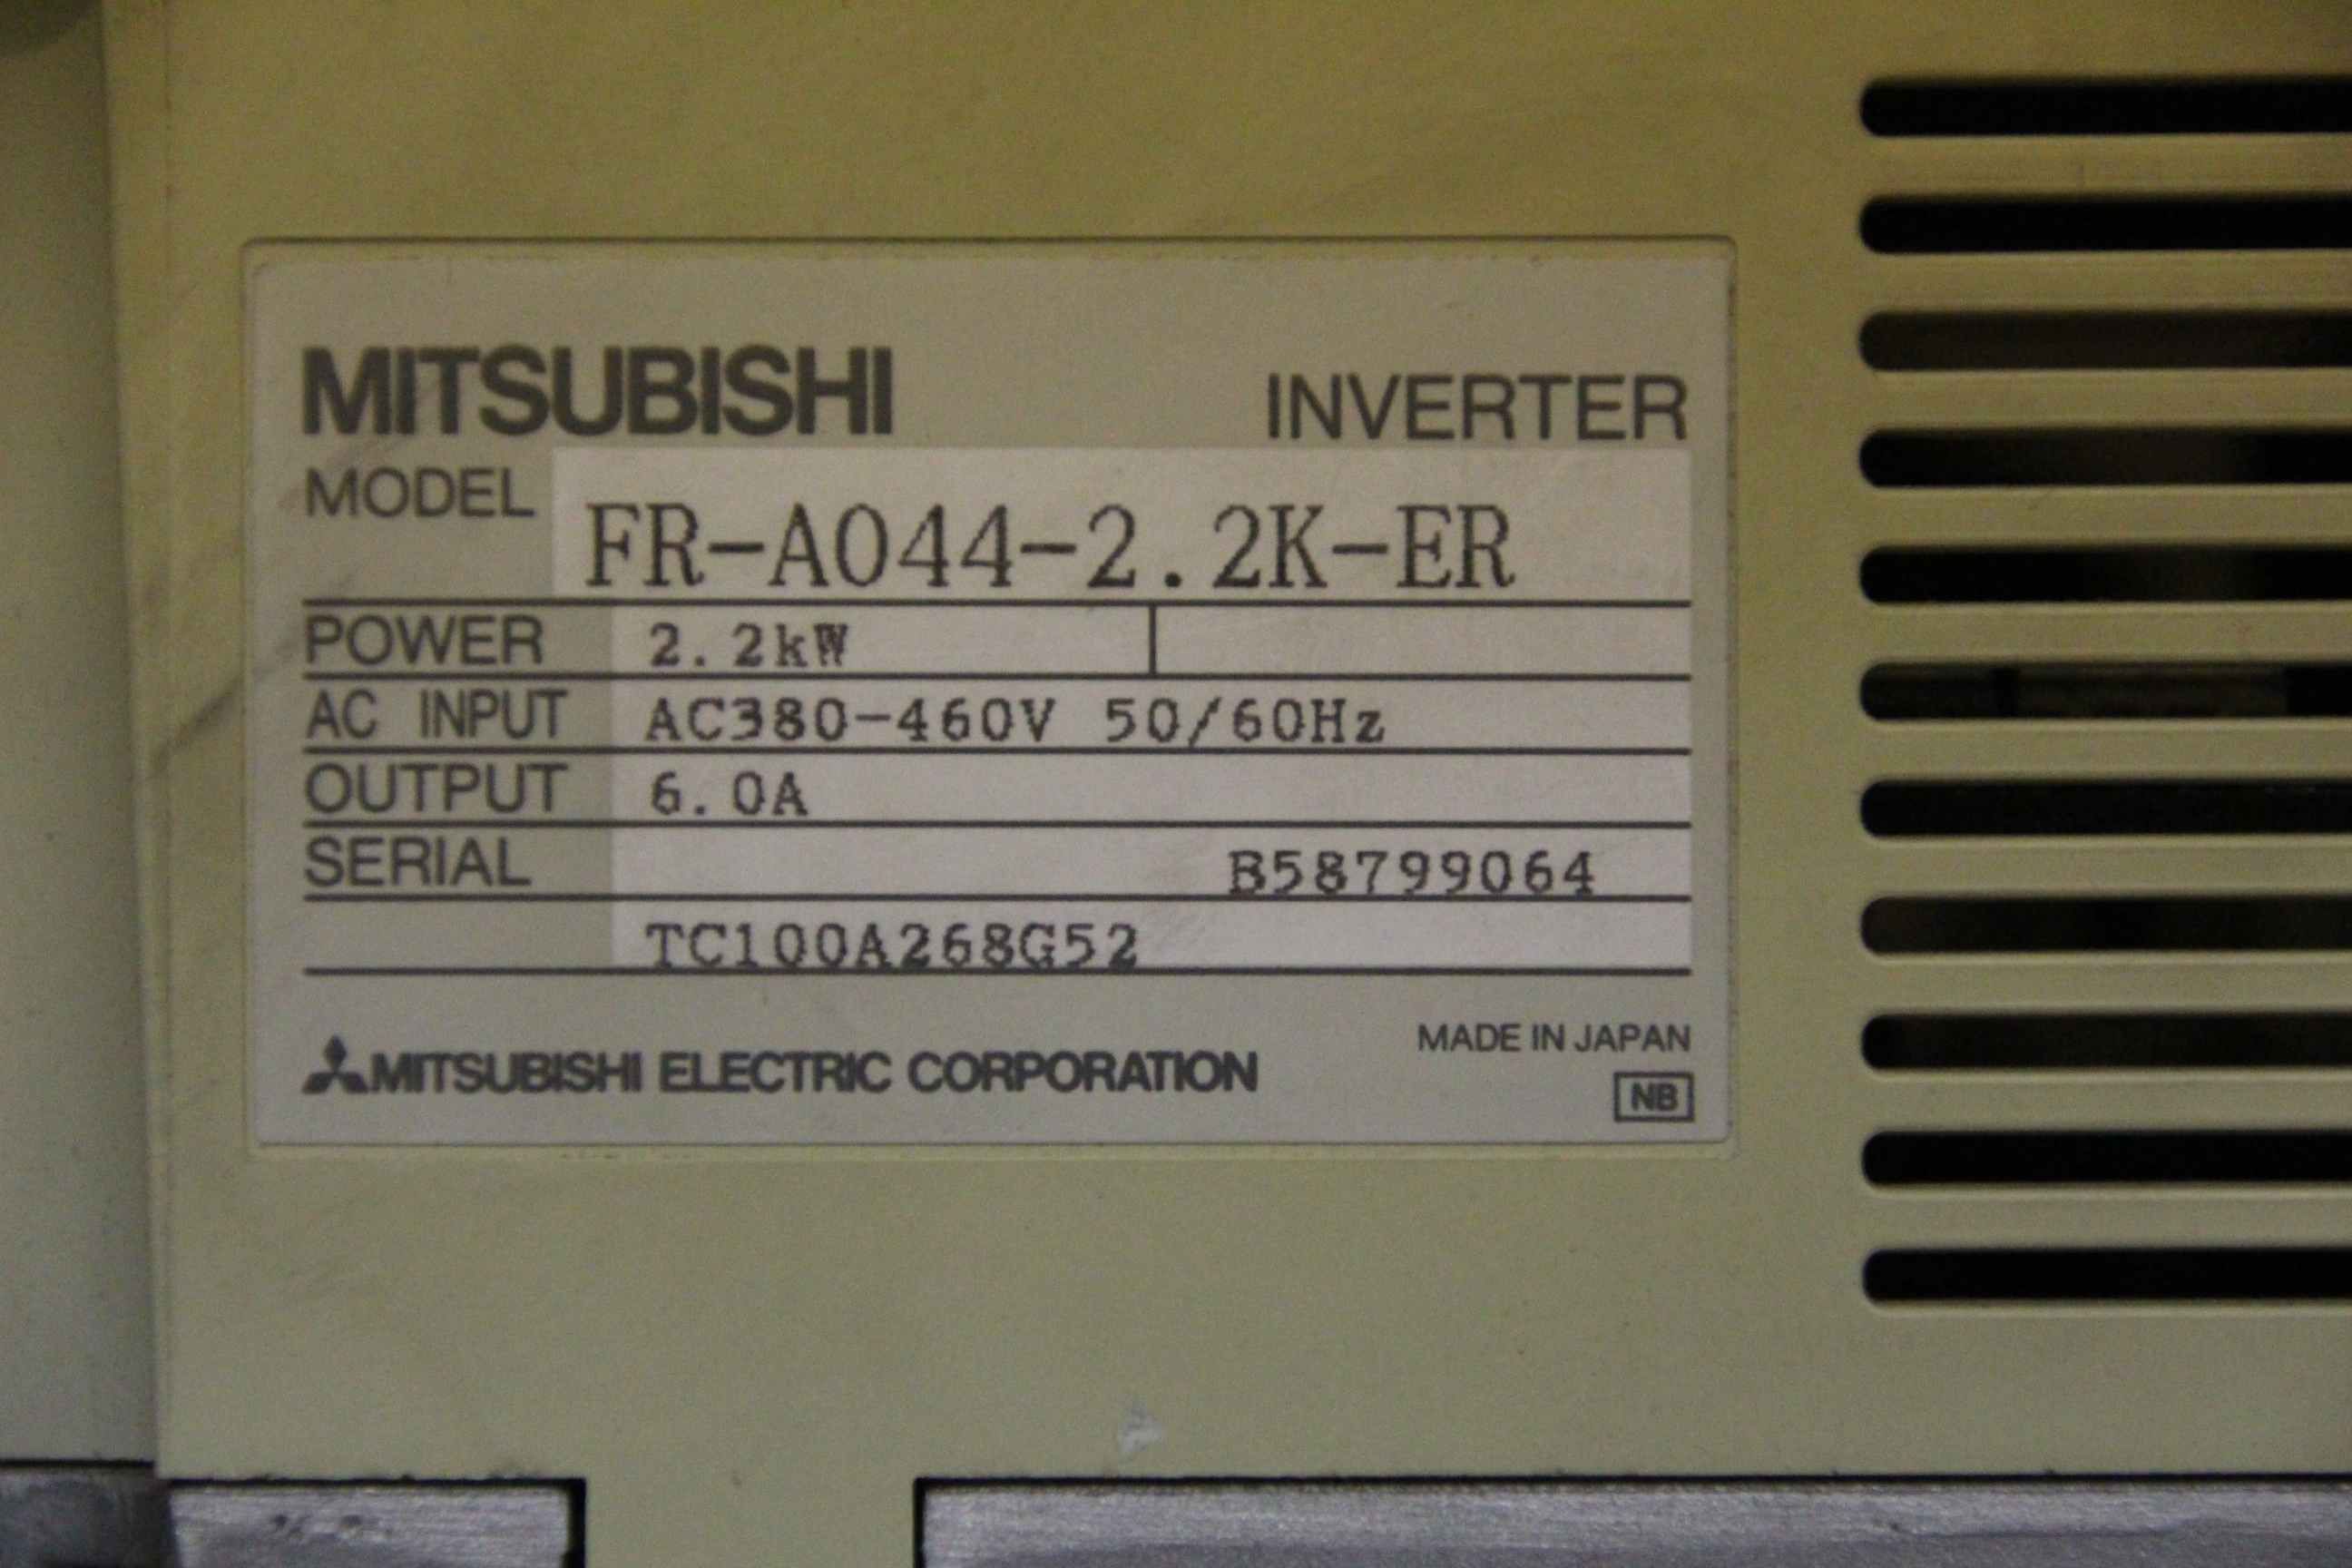 MITSUBISHI INVERTER
MODEL FR-A044-2.2K-ER
POWER 2.2kW
AC INPUT AC380-460V 50/60Hz
OUTPUT 6.0A
SERIAL B58799064
TC100A268G52
MADE IN JAPAN
MITSUBISHI ELECTRIC CORPORATION
NB